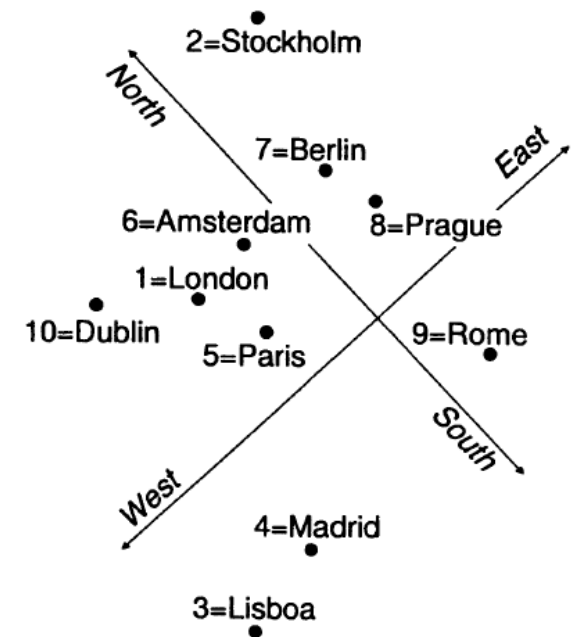 2=Stockholm
North
7=Berlin
East
6=Amsterdam
8=Prague
1=London
10=Dublin
5=Paris
9=Rome
South
West
4=Madrid
3=Lisboa